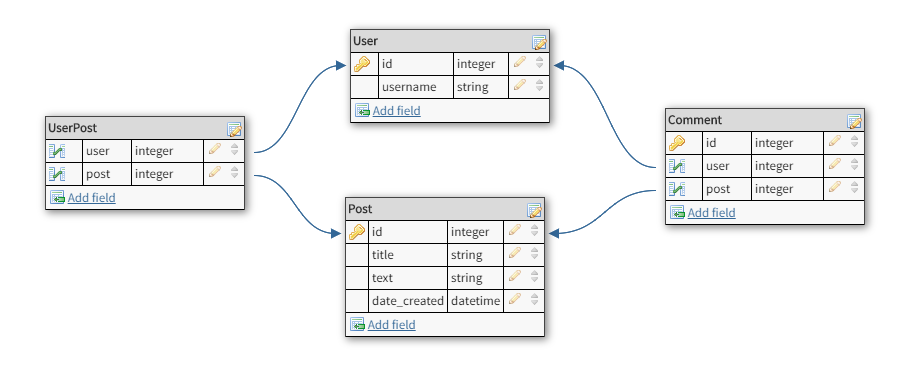 User
id integer
username string
Add field
UserPost
user integer
post integer
Add field
Comment
id integer
user integer
post integer
Add field
Post
id integer
title string
text string
date_created datetime
Add field